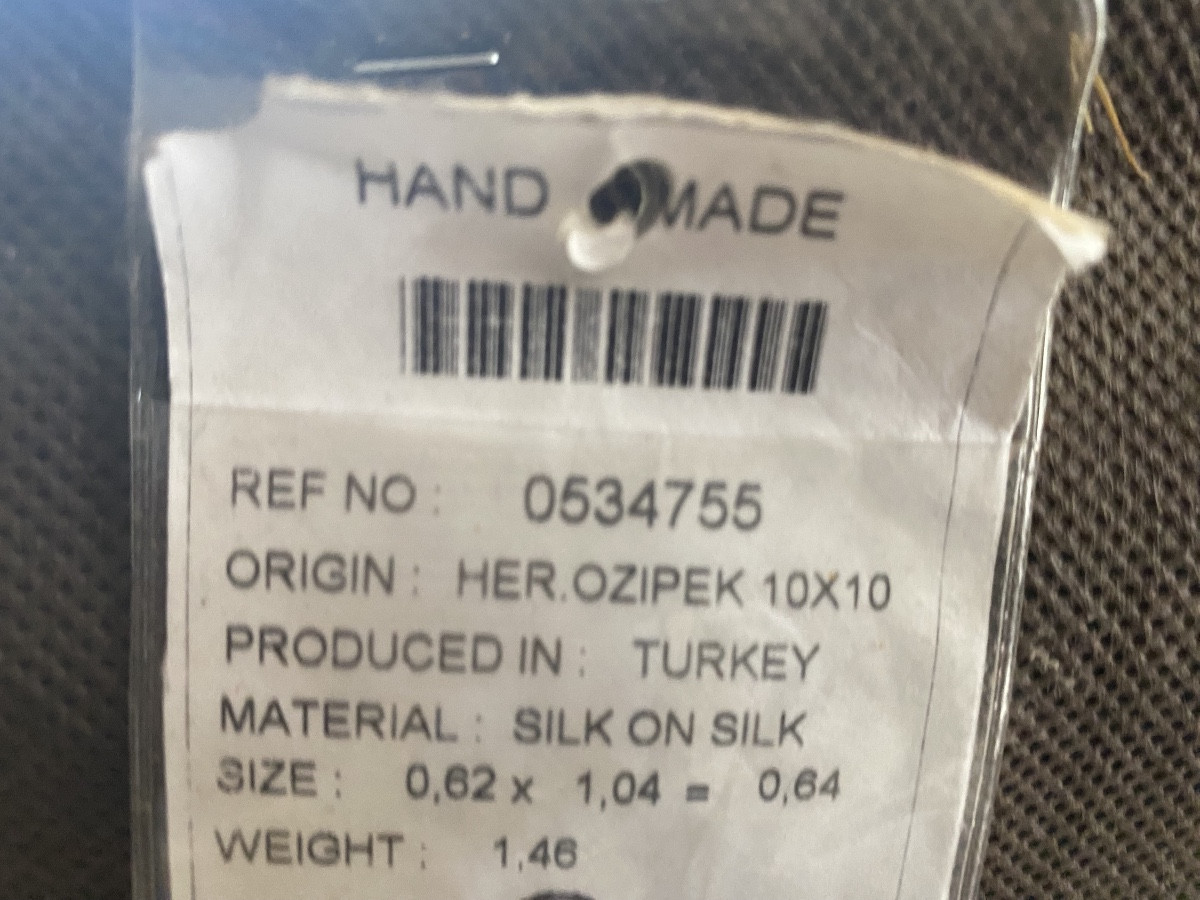 HAND MADE
REF NO : 0534755
ORIGIN : HER.OZIPEK 10X10
PRODUCED IN : TURKEY
MATERIAL : SILK ON SILK
SIZE : 0,62 x 1,04 = 0,64
WEIGHT : 1,46